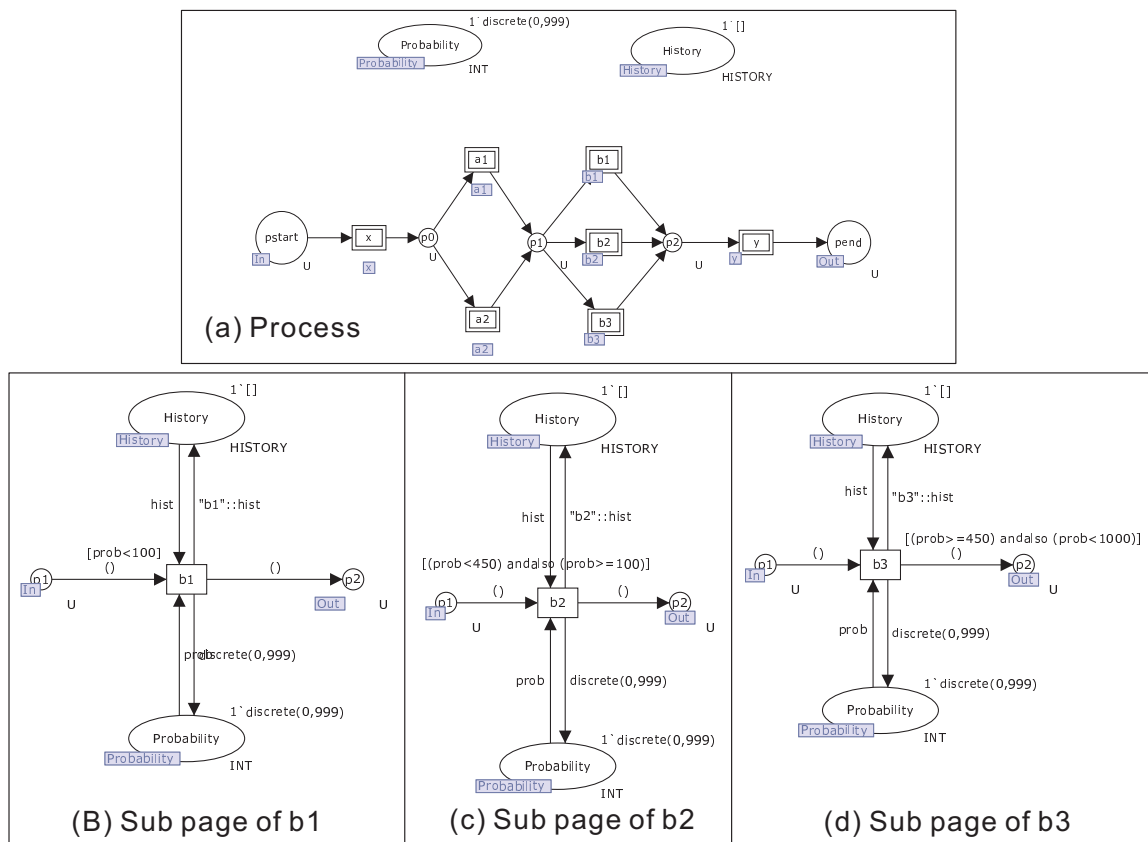 1`discrete(0,999)
Probability
Probability
INT
1`[]
History
History
HISTORY
a1
a1
b1
b1
pstart
In
U
x
x
p0
U
p1
U
b2
b2
p2
U
y
y
pend
Out
U
a2
a2
b3
b3
(a) Process
1`[]
History
History
HISTORY
hist
"b1"::hist
[prob<100]
()
()
p1
In
U
b1
p2
Out
U
prob
discrete(0,999)
1`discrete(0,999)
Probability
Probability
INT
(B) Sub page of b1
1`[]
History
History
HISTORY
hist
"b2"::hist
[(prob<450) andalso (prob>=100)]
()
()
p1
In
U
b2
p2
Out
U
prob
discrete(0,999)
1`discrete(0,999)
Probability
Probability
INT
(c) Sub page of b2
1`[]
History
History
HISTORY
hist
"b3"::hist
[(prob>=450) andalso (prob<1000)]
()
()
p1
In
U
b3
p2
Out
U
prob
discrete(0,999)
1`discrete(0,999)
Probability
Probability
INT
(d) Sub page of b3